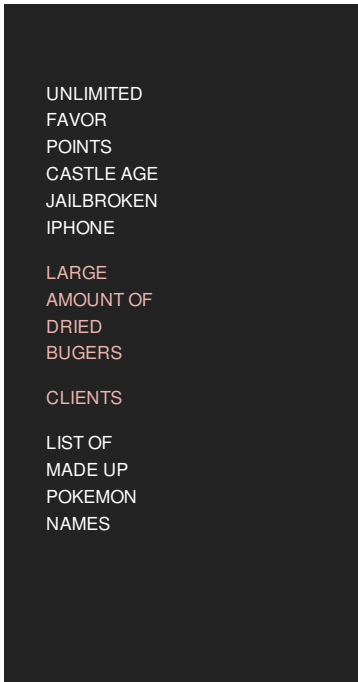 UNLIMITED
FAVOR
POINTS
CASTLE AGE
JAILBROKEN
IPHONE
LARGE
AMOUNT OF
DRIED
BUGERS
CLIENTS
LIST OF
MADE UP
POKEMON
NAMES